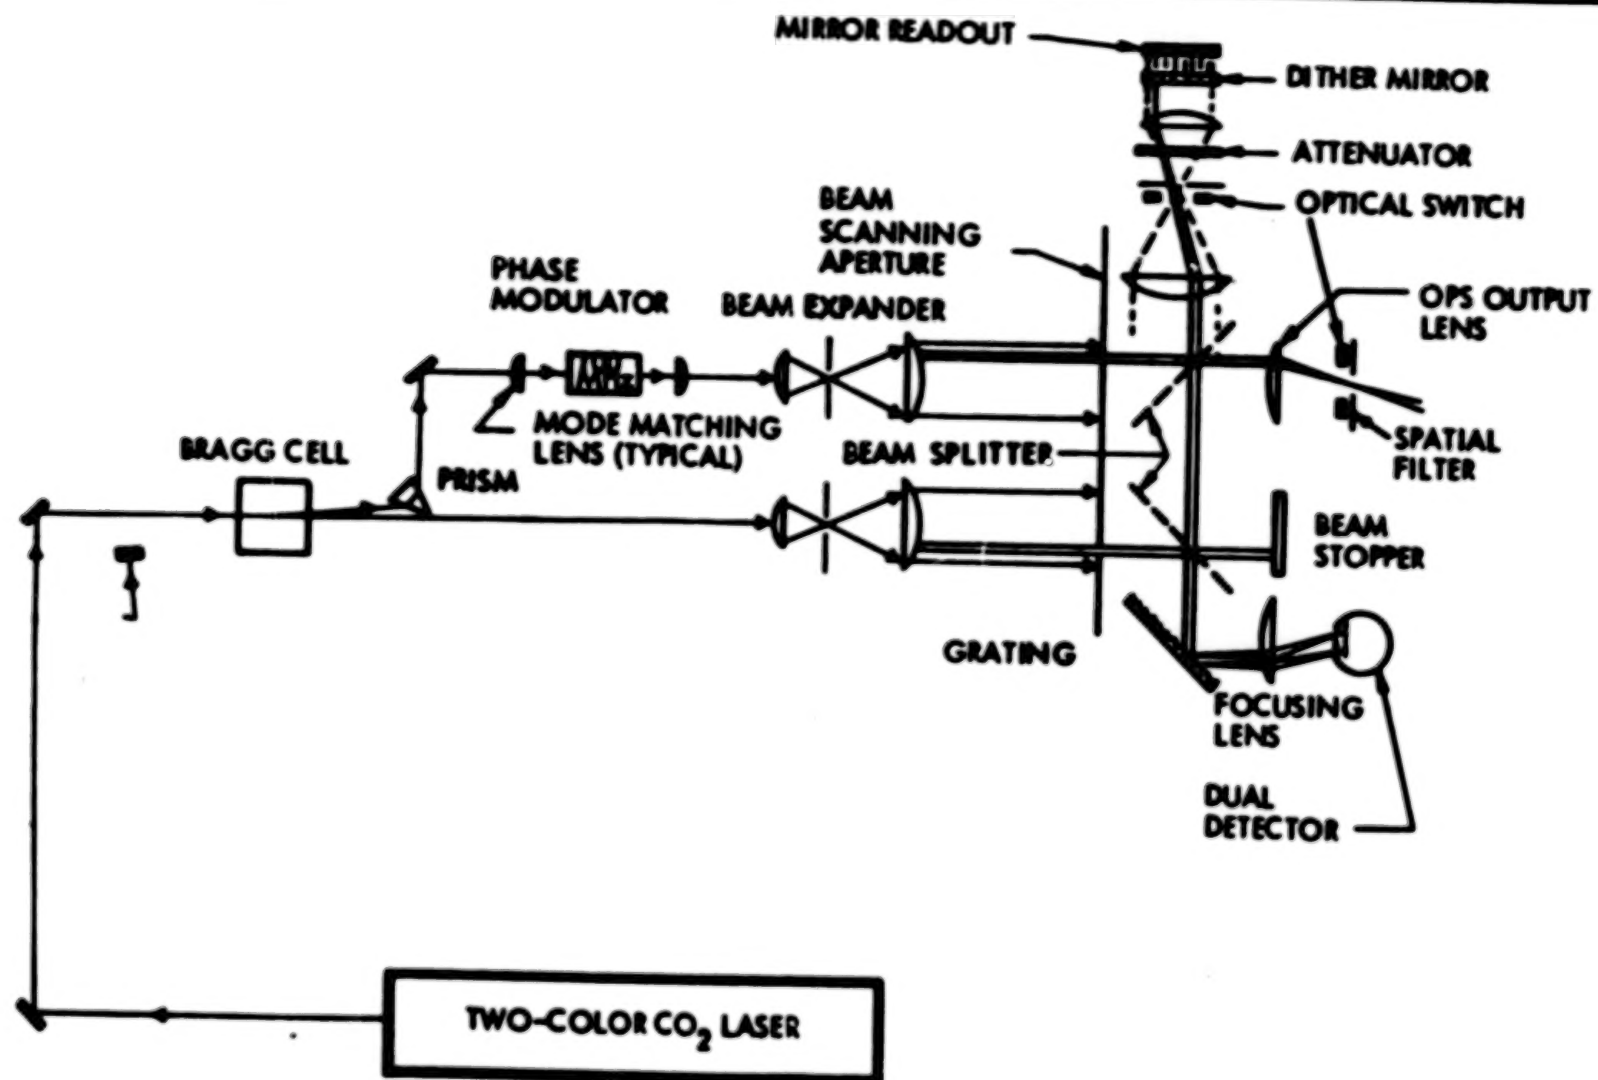 MIRROR READOUT
DITHER MIRROR
ATTENUATOR
OPTICAL SWITCH
BEAM
SCANNING
APERTURE
PHASE
MODULATOR
BEAM EXPANDER
OPS OUTPUT
LENS
MODE MATCHING
LENS (TYPICAL)
BRAGG CELL
PRISM
BEAM SPLITTER
SPATIAL
FILTER
BEAM
STOPPER
GRATING
FOCUSING
LENS
DUAL
DETECTOR
TWO-COLOR CO₂ LASER